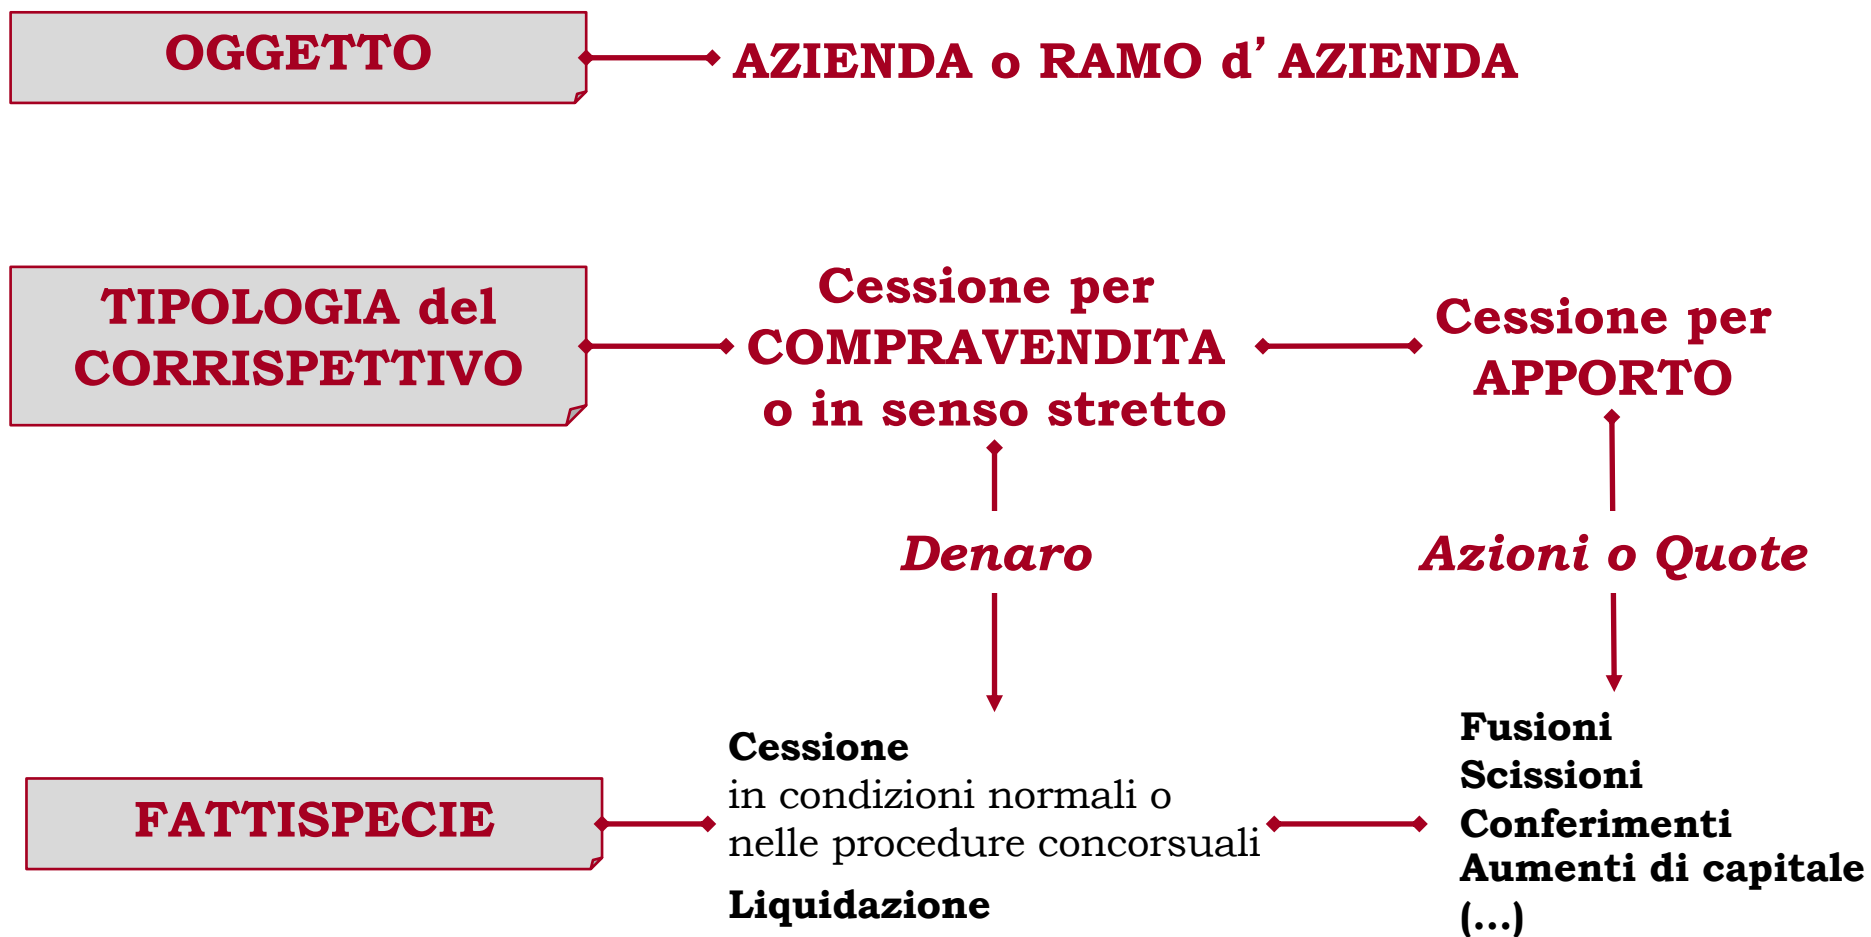 OGGETTO
AZIENDA o RAMO d’ AZIENDA
TIPOLOGIA del
CORRISPETTIVO
Cessione per
COMPRAVENDITA
o in senso stretto
Cessione per
APPORTO
Denaro
Azioni o Quote
FATTISPECIE
Cessione
in condizioni normali o
nelle procedure concorsuali
Liquidazione
Fusioni
Scissioni
Conferimenti
Aumenti di capitale
(…)